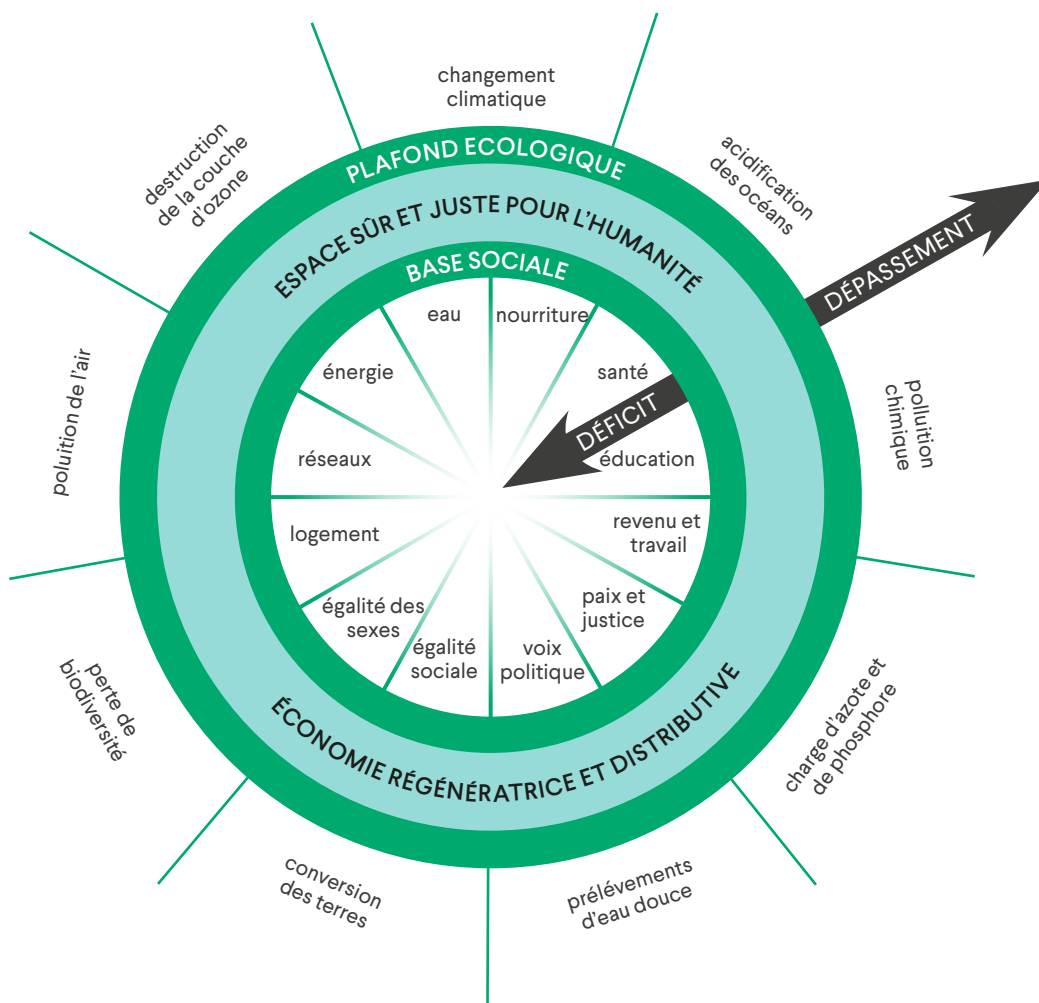 changement
climatique
acidification
des océans
DÉPASSEMENT
polluition
chimique
charge d'azote et
de phosphore
prélévements
d'eau douce
conversion
des terres
perte de
biodiversité
poluition de l'air
destruction
de la couche
d'ozone
PLAFOND ECOLOGIQUE
ESPACE SÛR ET JUSTE POUR L'HUMANITÉ
BASE SOCIALE
eau
nourriture
énergie
santé
DÉFICIT
réseaux
éducation
logement
revenu et
travail
égalité des
sexes
paix et
justice
égalité
sociale
voix
politique
ÉCONOMIE RÉGÉNÉRATRICE ET DISTRIBUTIVE